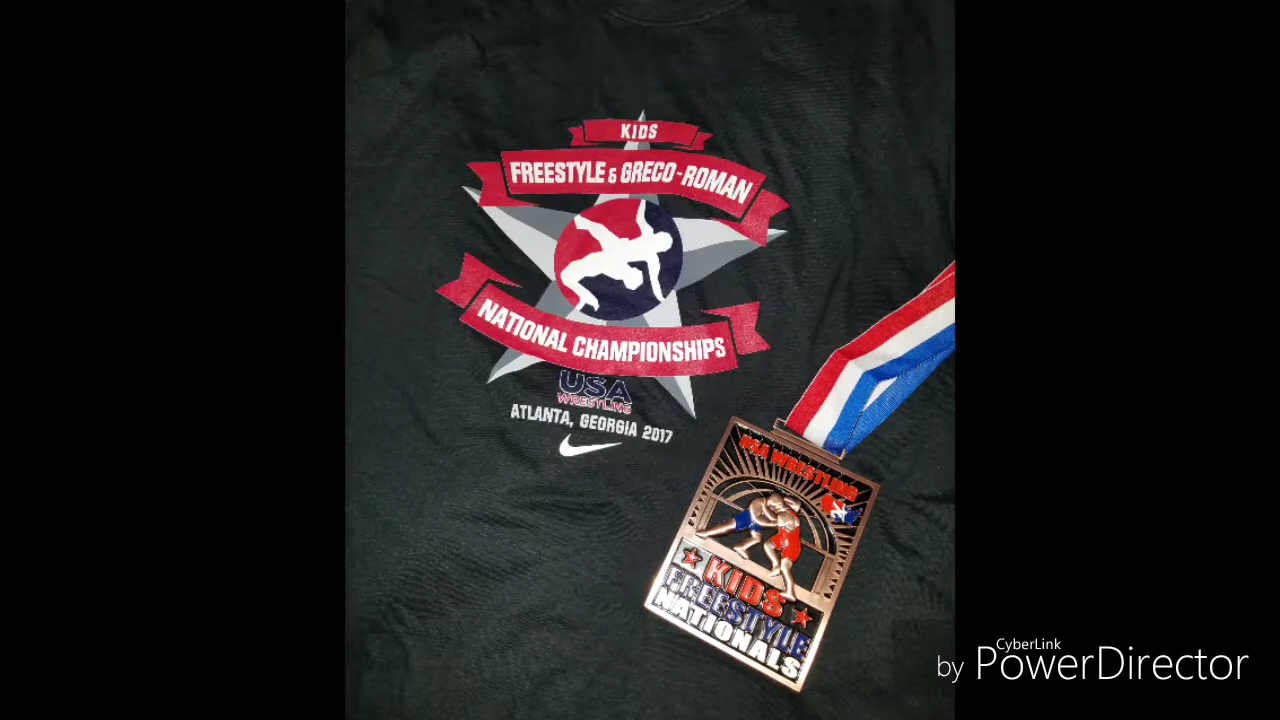 KIDS
FREESTYLE & GRECO-ROMAN
NATIONAL CHAMPIONSHIPS
USA
WRESTLING
ATLANTA, GEORGIA 2017
USA WRESTLING
KIDS
FREESTYLE
NATIONALS
CyberLink
by PowerDirector